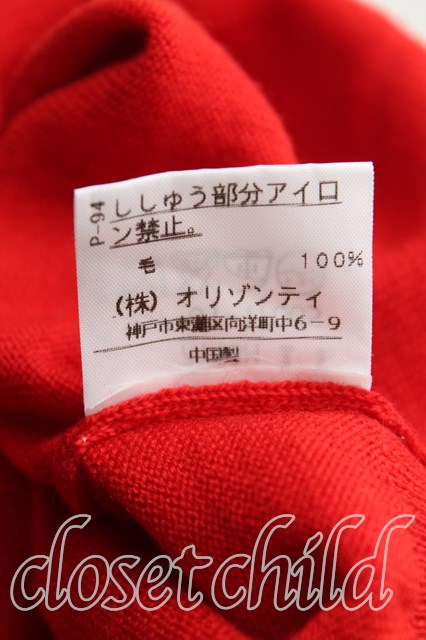 P-94
ししゅう部分アイロ
ン禁止。
毛 100%
(株) オリゾンティ
神戸市東灘区向洋町中6-9
中国製
closet child